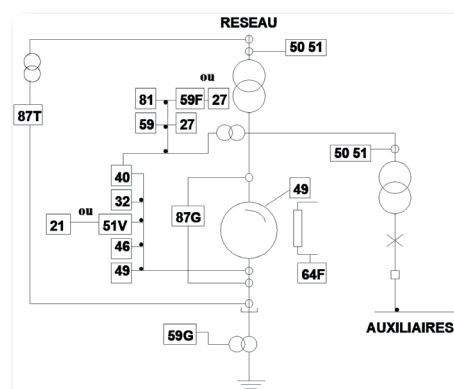 RESEAU
50 51
ou
81 59F 27
87T
59 27
50 51
40
49
32
ou
21 51V
87G
46
49
64F
AUXILIAIRES
59G